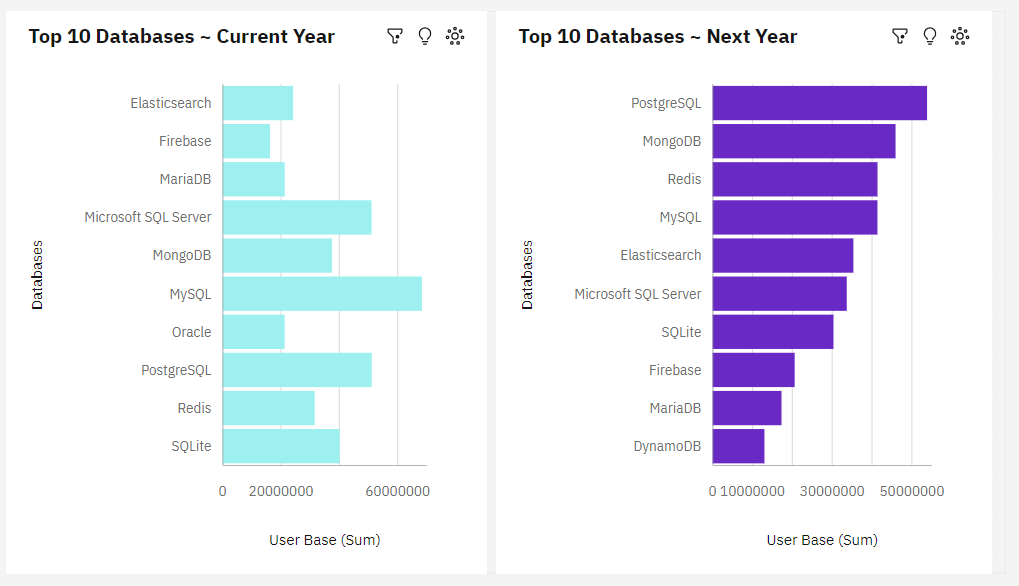 Top 10 Databases ~ Current Year
Databases
Elasticsearch
Firebase
MariaDB
Microsoft SQL Server
MongoDB
MySQL
Oracle
PostgreSQL
Redis
SQLite
0 20000000 60000000
User Base (Sum)
Top 10 Databases ~ Next Year
Databases
PostgreSQL
MongoDB
Redis
MySQL
Elasticsearch
Microsoft SQL Server
SQLite
Firebase
MariaDB
DynamoDB
0 10000000 30000000 50000000
User Base (Sum)